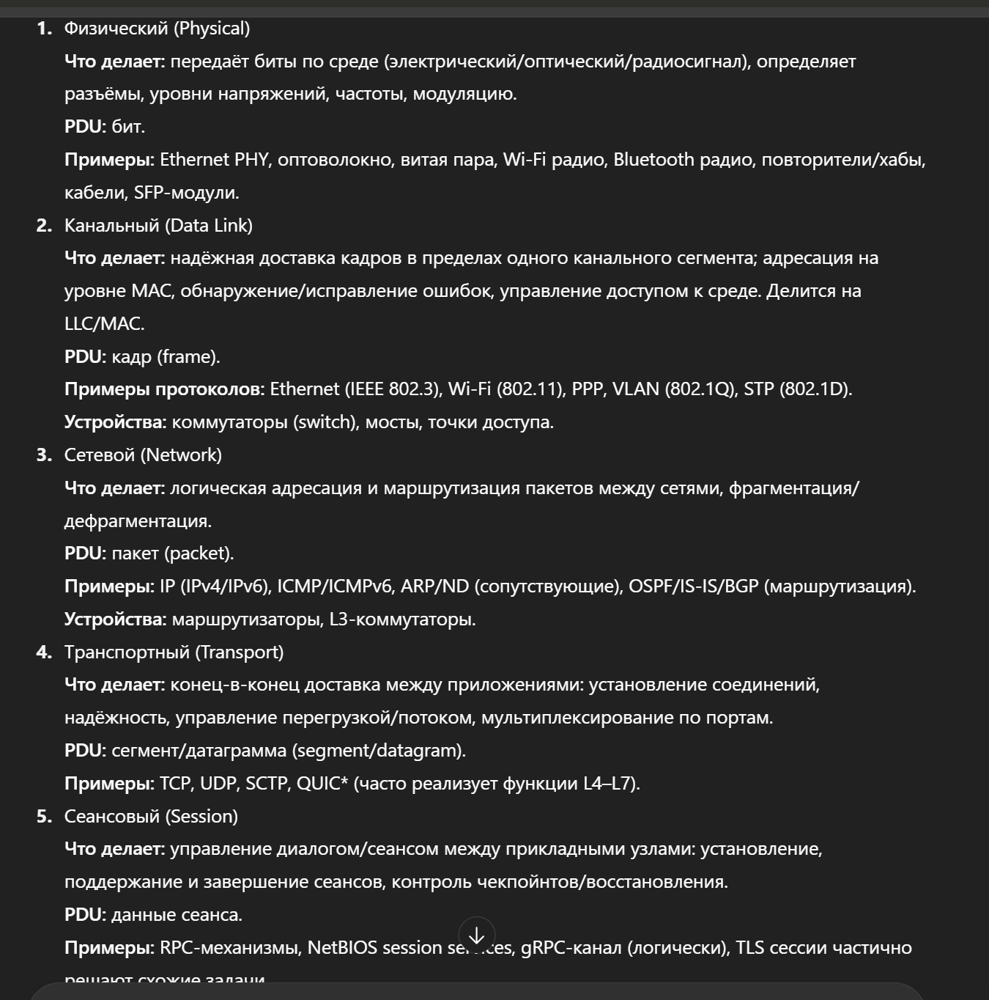 1. Физический (Physical)
Что делает: передаёт биты по среде (электрический/оптический/радиосигнал), определяет
разъёмы, уровни напряжений, частоты, модуляцию.
PDU: бит.
Примеры: Ethernet PHY, оптоволокно, витая пара, Wi-Fi радио, Bluetooth радио, повторители/хабы,
кабели, SFP-модули.
2. Канальный (Data Link)
Что делает: надёжная доставка кадров в пределах одного канального сегмента; адресация на
уровне MAC, обнаружение/исправление ошибок, управление доступом к среде. Делится на
LLC/MAC.
PDU: кадр (frame).
Примеры протоколов: Ethernet (IEEE 802.3), Wi-Fi (802.11), PPP, VLAN (802.1Q), STP (802.1D).
Устройства: коммутаторы (switch), мосты, точки доступа.
3. Сетевой (Network)
Что делает: логическая адресация и маршрутизация пакетов между сетями, фрагментация/
дефрагментация.
PDU: пакет (packet).
Примеры: IP (IPv4/IPv6), ICMP/ICMPv6, ARP/ND (сопутствующие), OSPF/IS-IS/BGP (маршрутизация).
Устройства: маршрутизаторы, L3-коммутаторы.
4. Транспортный (Transport)
Что делает: конец-в-конец доставка между приложениями: установление соединений,
надёжность, управление перегрузкой/потоком, мультиплексирование по портам.
PDU: сегмент/датаграмма (segment/datagram).
Примеры: TCP, UDP, SCTP, QUIC* (часто реализует функции L4–L7).
5. Сеансовый (Session)
Что делает: управление диалогом/сеансом между прикладными узлами: установление,
поддержание и завершение сеансов, контроль чекпойнтов/восстановления.
PDU: данные сеанса.
Примеры: RPC-механизмы, NetBIOS session services, gRPC-канал (логически), TLS сессии частично
решают схожие задачи